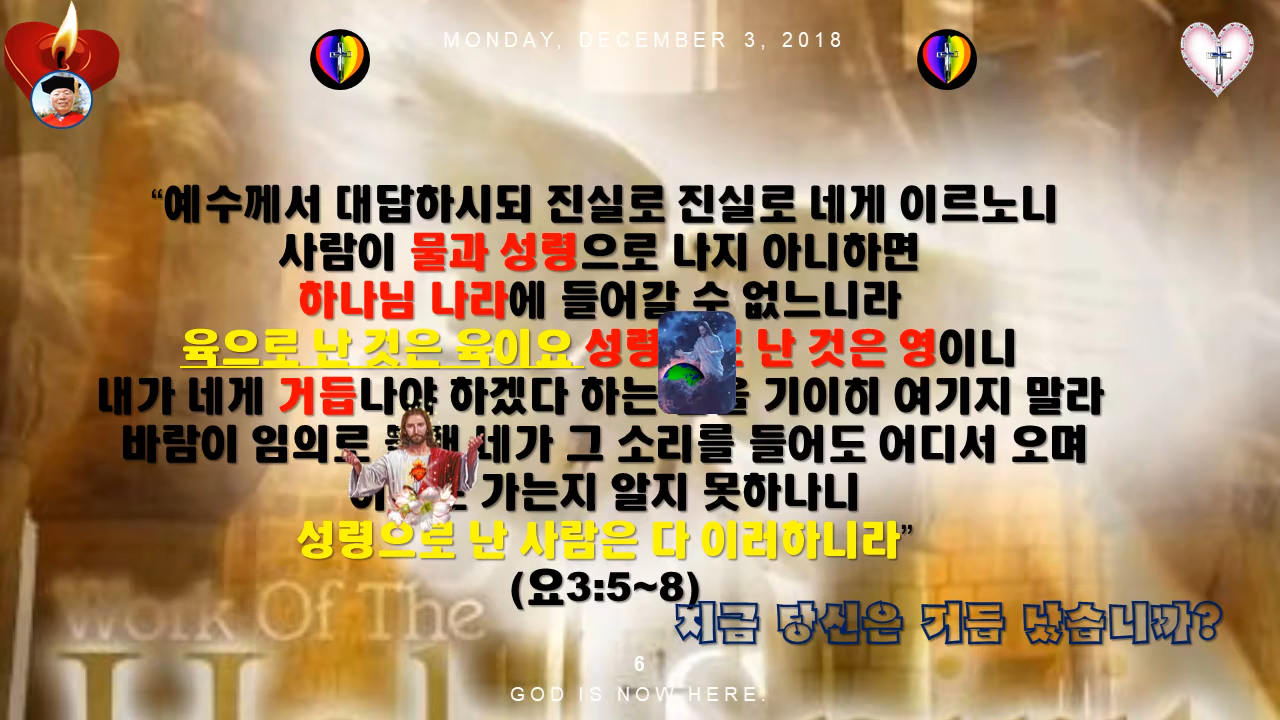 MONDAY, DECEMBER 3, 2018
“예수께서 대답하시되 진실로 진실로 네게 이르노니
사람이 물과 성령으로 나지 아니하면
하나님 나라에 들어갈 수 없느니라
육으로 난 것은 육이요 성령 난 것은 영이니
내가 네게 거듭나야 하겠다 하는 기이히 여기지 말라
바람이 임의로 네가 그 소리를 들어도 어디서 오며
가는지 알지 못하나니
성령으로 난 사람은 다 이러하니라”
(요3:5~8)
지금 당신은 거듭 났습니까?
Work Of The
6
GOD IS NOW HERE.